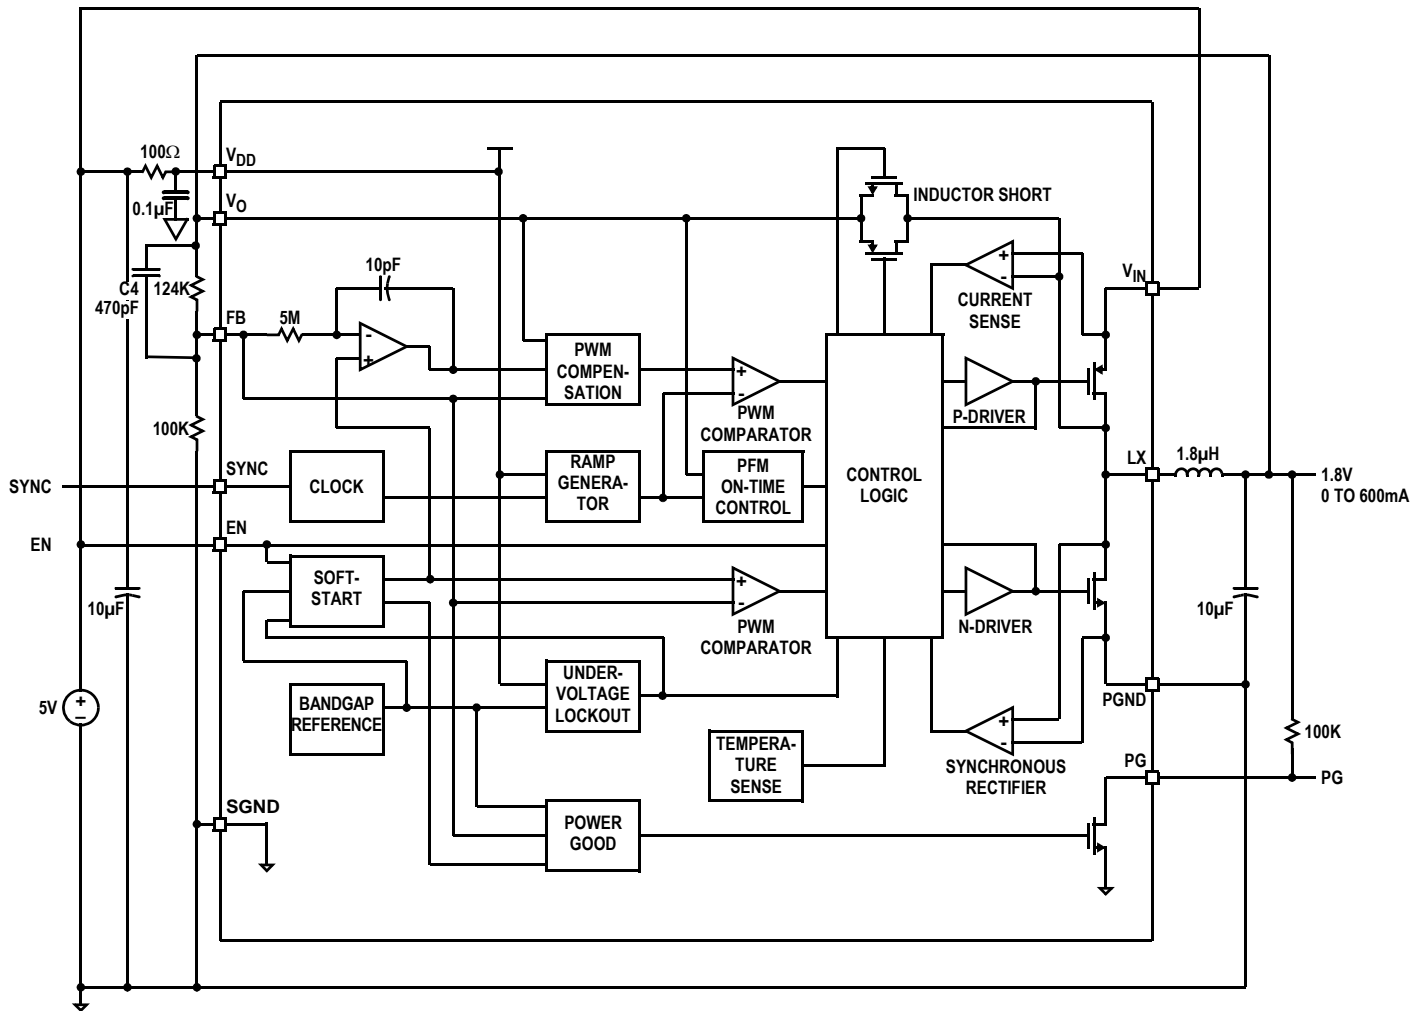 100Ω
V_DD
0.1µF
V_O
INDUCTOR SHORT
10pF
C4
470pF
124K
FB
5M
+
-
CURRENT
SENSE
V_IN
-
+
PWM
COMPEN-
SATION
+
-
PWM
COMPARATOR
P-DRIVER
100K
SYNC
SYNC
CLOCK
RAMP
GENERA-
TOR
PFM
ON-TIME
CONTROL
CONTROL
LOGIC
LX
1.8µH
1.8V
0 TO 600mA
EN
EN
SOFT-
START
+
-
PWM
COMPARATOR
N-DRIVER
10µF
10µF
5V
+
–
BANDGAP
REFERENCE
UNDER-
VOLTAGE
LOCKOUT
PGND
TEMPERA-
TURE
SENSE
+
-
SYNCHRONOUS
RECTIFIER
100K
PG
PG
SGND
POWER
GOOD